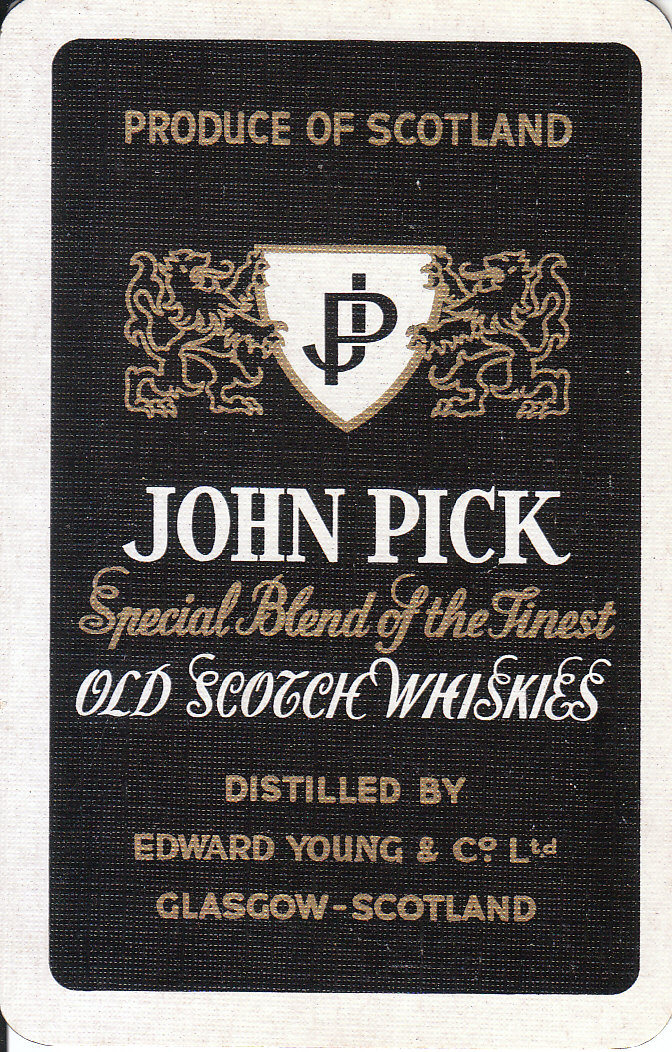 PRODUCE OF SCOTLAND
JP
JOHN PICK
Special Blend of the Finest
OLD SCOTCH WHISKIES
DISTILLED BY
EDWARD YOUNG & Cº Ltd
GLASGOW-SCOTLAND